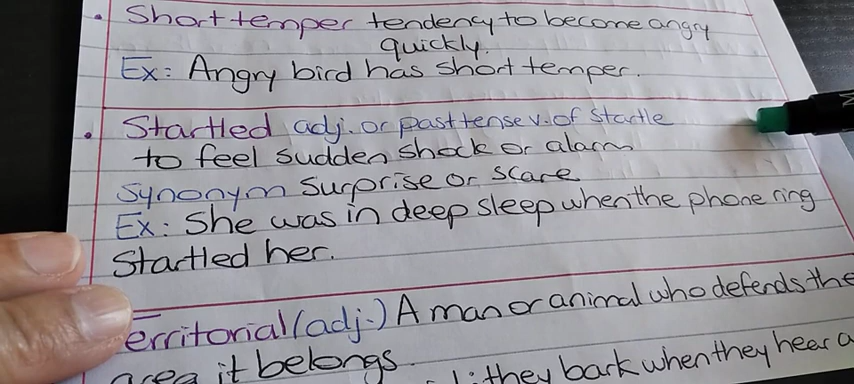 • Short temper tendency to become angry
quickly.
Ex: Angry bird has short temper.
• Startled adj. or past tense v. of startle
to feel sudden shock or alarm
Synonym surprise or scare
Ex: She was in deep sleep when the phone ring
Startled her.
erritorial (adj.) A man or animal who defends the
area it belongs.
they bark when they hear a